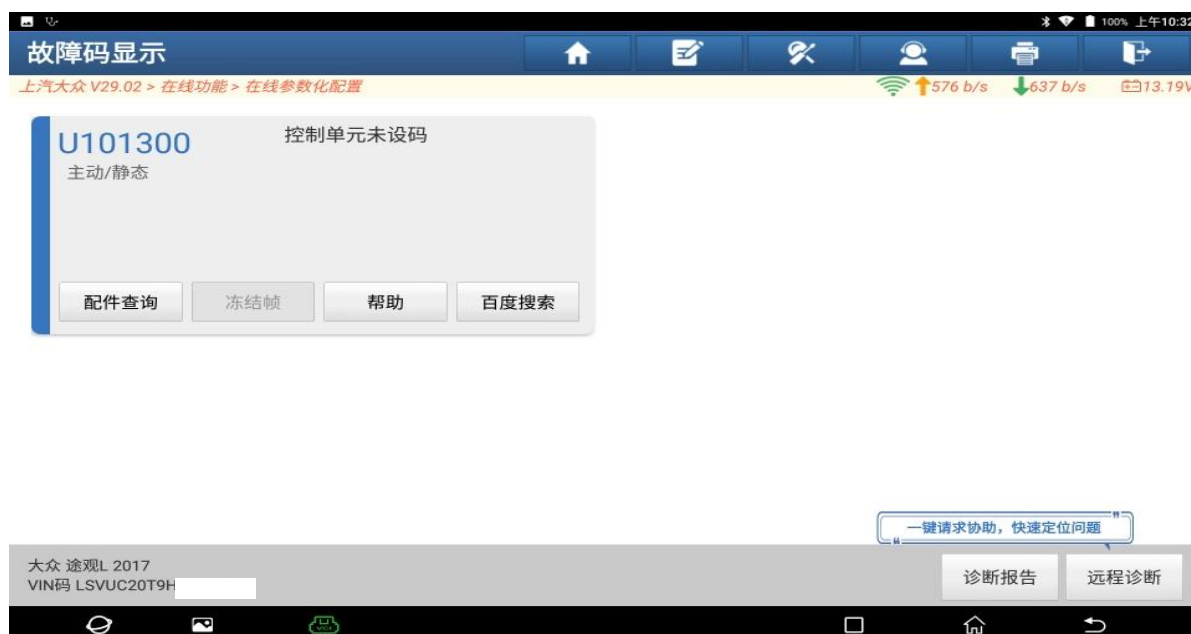 100% 上午10:32
故障码显示
上汽大众 V29.02 > 在线功能 > 在线参数化配置
576 b/s 637 b/s 13.19V
U101300 控制单元未设码
主动/静态
配件查询 冻结帧 帮助 百度搜索
一键请求协助，快速定位问题
大众 途观L 2017
VIN码 LSVUC20T9H
诊断报告 远程诊断
VCI